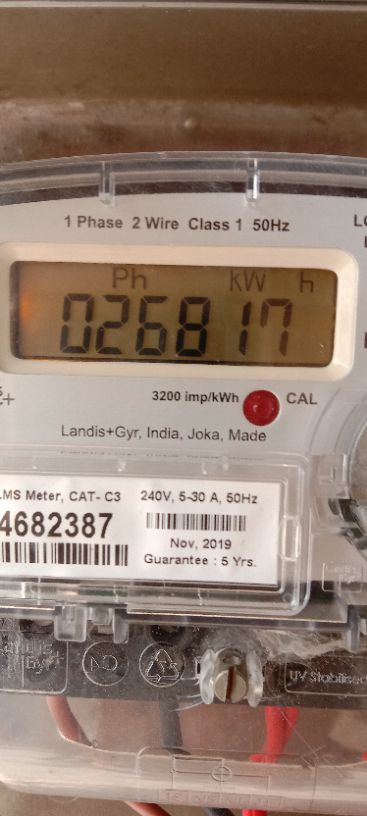 1 Phase 2 Wire Class 1 50Hz
Ph kW h
026817
3200 imp/kWh CAL
Landis+Gyr, India, Joka, Made
LMS Meter, CAT- C3 240V, 5-30 A, 50Hz
4682387
Nov, 2019
Guarantee : 5 Yrs.
UV Stabilised